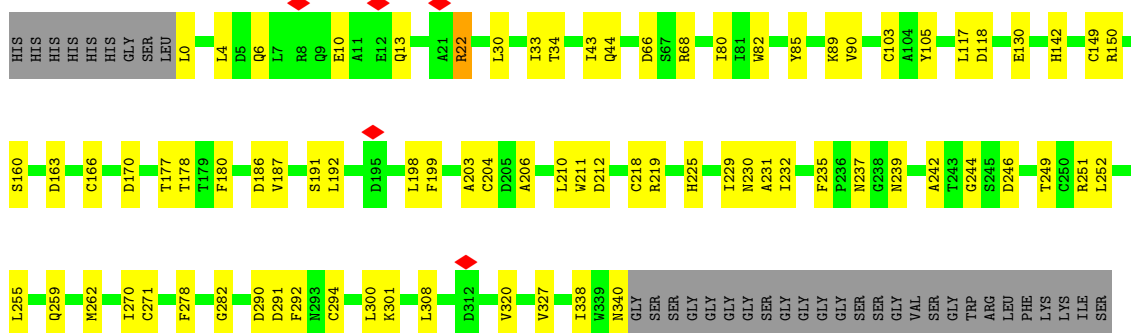 HIS HIS HIS HIS HIS HIS GLY SER LEU L0 L4 D5 Q6 L7 R8 Q9 E10 A11 E12 Q13 A21 R22 L30 I33 T34 I43 Q44 D66 S67 R68 I80 I81 W82 Y85 K89 V90 C103 A104 Y105 L117 D118 E130 H142 C149 R150
S160 D163 C166 D170 T177 T178 T179 F180 D186 V187 S191 L192 D195 L198 F199 A203 C204 D205 A206 L210 W211 D212 C218 R219 H225 I229 N230 A231 I232 F235 P236 N237 G238 N239 A242 T243 G244 S245 D246 T249 C250 R251 L252
L255 Q259 M262 I270 C271 F278 G282 D290 D291 F292 N293 C294 L300 K301 L308 D312 V320 V327 I338 W339 N340 GLY SER SER GLY GLY GLY GLY GLY GLY SER SER GLY VAL SER GLY TRP ARG LEU PHE LYS LYS ILE SER